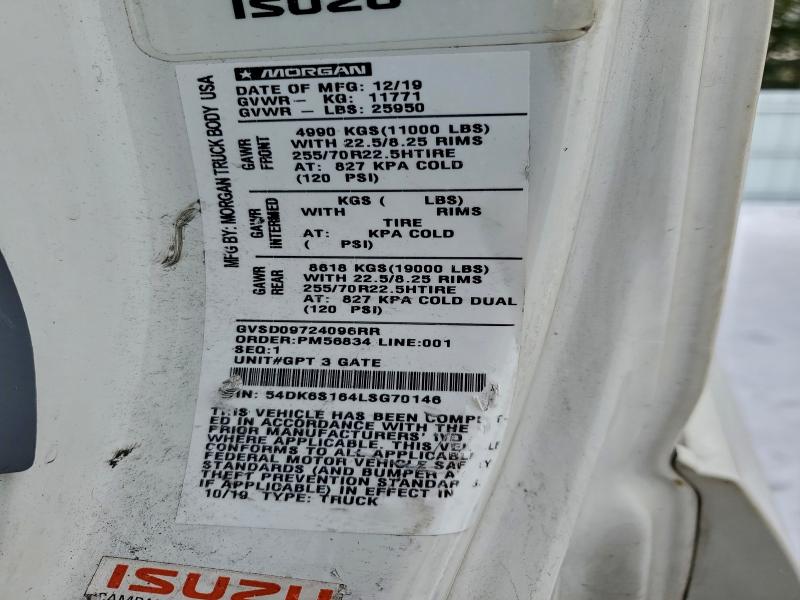 ISUZU
MORGAN
DATE OF MFG: 12/19
GVWR - KG: 11771
GVWR - LBS: 25950
MFG BY: MORGAN TRUCK BODY USA
GAWR FRONT
4990 KGS(11000 LBS)
WITH 22.5/8.25 RIMS
255/70R22.5HTIRE
AT: 827 KPA COLD
(120 PSI)
GAWR INTERMED
KGS ( LBS)
WITH RIMS
TIRE
AT: KPA COLD
( PSI)
GAWR REAR
8618 KGS(19000 LBS)
WITH 22.5/8.25 RIMS
255/70R22.5HTIRE
AT: 827 KPA COLD DUAL
(120 PSI)
GVSD09724096RR
ORDER:PM56834 LINE:001
SEQ:1
UNIT#GPT 3 GATE
IN: 54DK6S164LSG70146
THIS VEHICLE HAS BEEN COMPLET-
ED IN ACCORDANCE WITH THE
PRIOR MANUFACTURERS' IVD
WHERE APPLICABLE. THIS VEHICLE
CONFORMS TO ALL APPLICABLE
FEDERAL MOTOR VEHICLE SAFETY
STANDARDS (AND BUMPER A
THEFT PREVENTION STANDARDS
IF APPLICABLE) IN EFFECT IN
10/19. TYPE: TRUCK
ISUZU